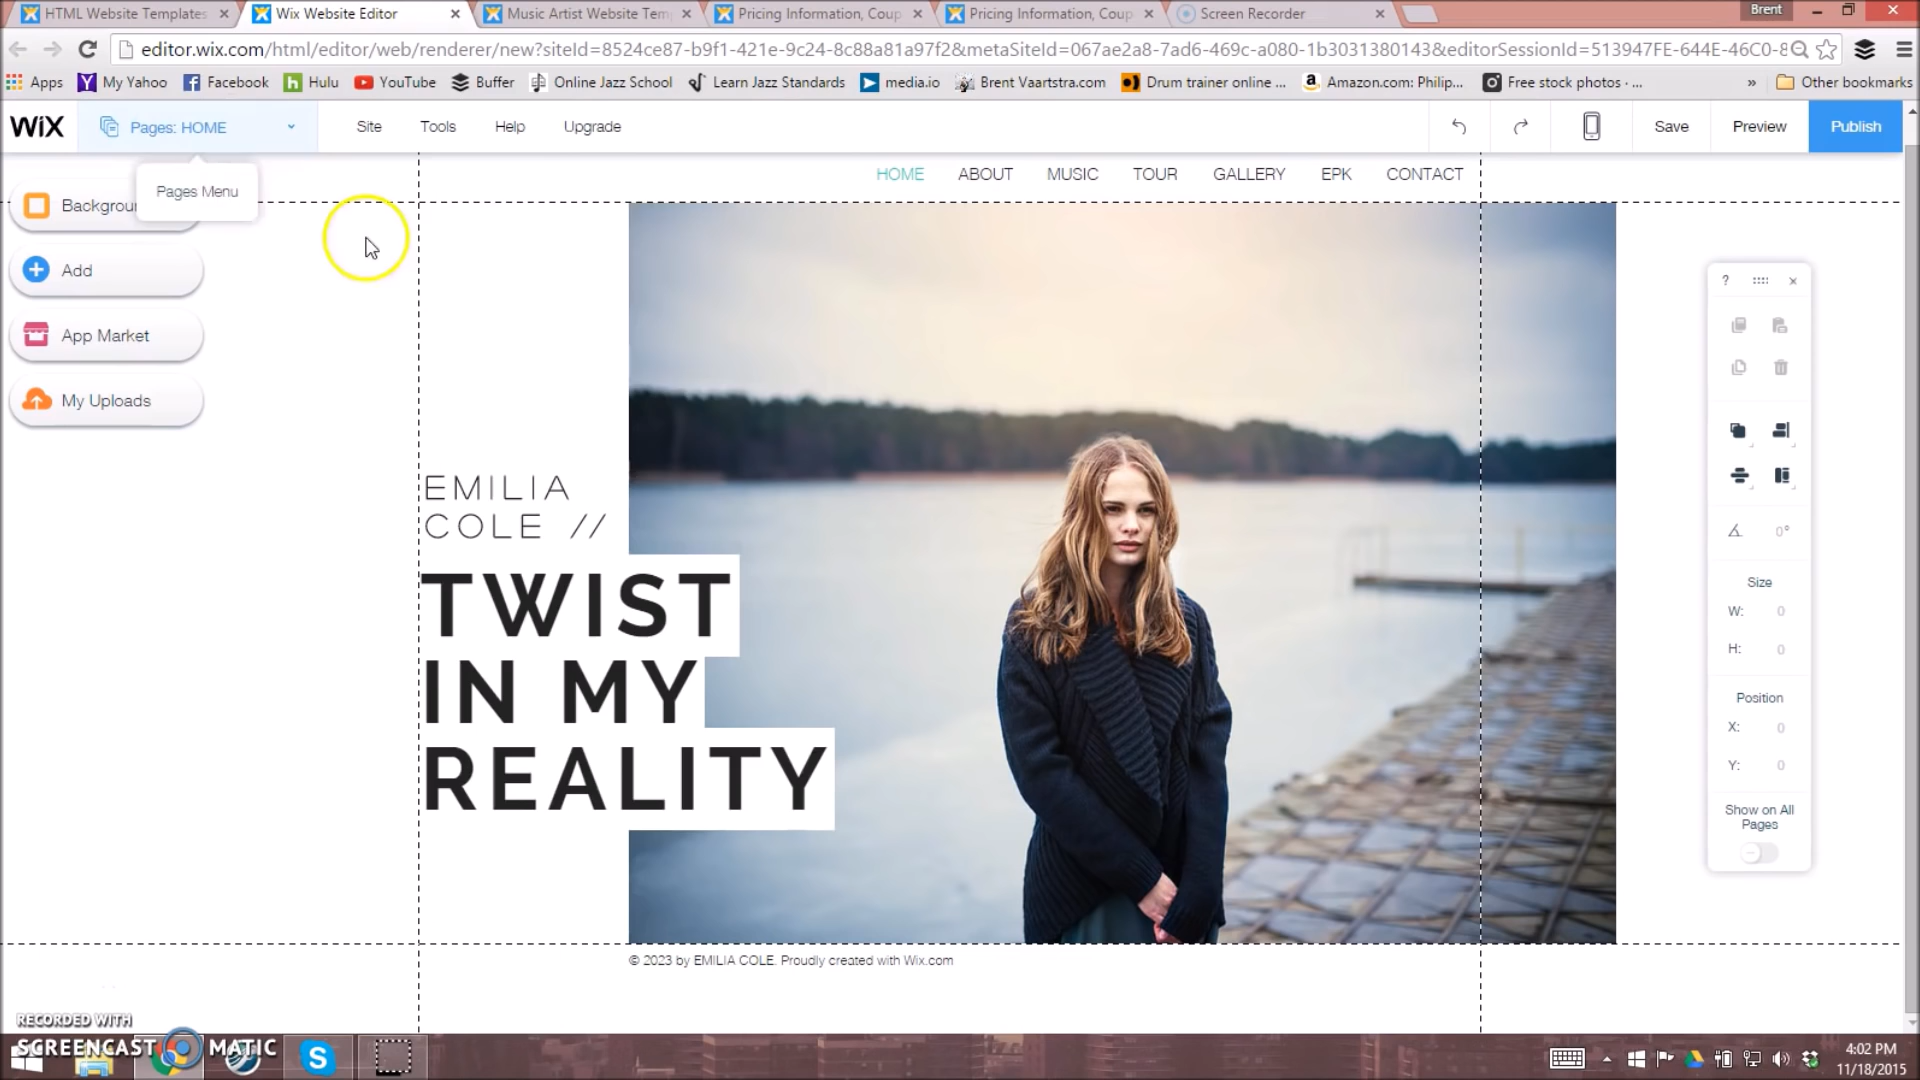 HTML Website Templates
Wix Website Editor
Music Artist Website Tem
Pricing Information, Coup
Pricing Information, Coup
Screen Recorder
Brent
editor.wix.com/html/editor/web/renderer/new?siteId=8524ce87-b9f1-421e-9c24-8c88a81a97f2&metaSiteId=067ae2a8-7ad6-469c-a080-1b3031380143&editorSessionId=513947FE-644E-46C0-8
Apps
My Yahoo
Facebook
Hulu
YouTube
Buffer
Online Jazz School
Learn Jazz Standards
media.io
Brent Vaartstra.com
Drum trainer online ...
Amazon.com: Philip...
Free stock photos · ...
»
Other bookmarks
WiX
Pages: HOME
Site
Tools
Help
Upgrade
Save
Preview
Publish
Pages Menu
HOME
ABOUT
MUSIC
TOUR
GALLERY
EPK
CONTACT
Backgroun
Add
App Market
My Uploads
EMILIA
COLE //
TWIST
IN MY
REALITY
© 2023 by EMILIA COLE. Proudly created with Wix.com
?
0°
Size
W: 0
H: 0
Position
X: 0
Y: 0
Show on All
Pages
RECORDED WITH
SCREENCAST MATIC
4:02 PM
11/18/2015